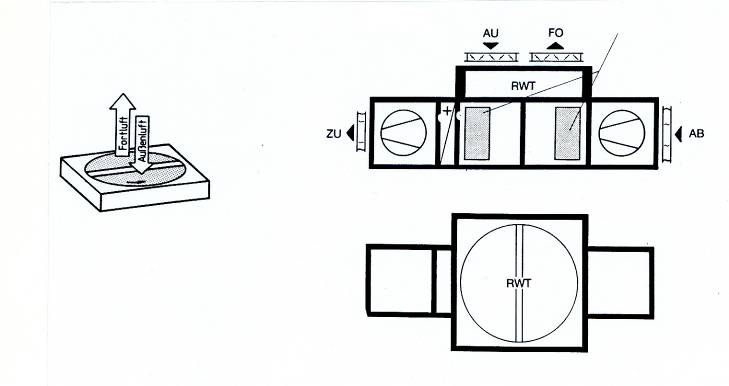 AU FO
RWT
+
ZU AB
Fortluft
Außenluft
RWT